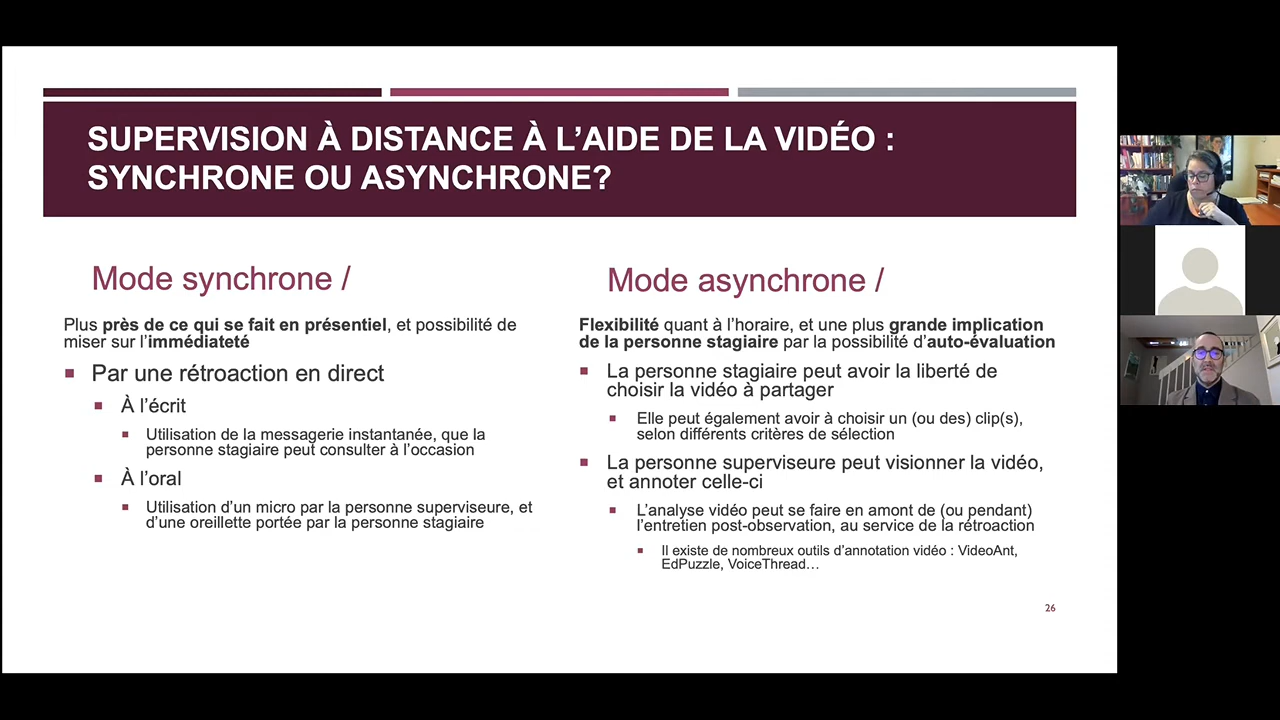 SUPERVISION À DISTANCE À L’AIDE DE LA VIDÉO :
SYNCHRONE OU ASYNCHRONE?
Mode synchrone /
Plus près de ce qui se fait en présentiel, et possibilité de
miser sur l’immédiateté
Par une rétroaction en direct
À l’écrit
Utilisation de la messagerie instantanée, que la
personne stagiaire peut consulter à l’occasion
À l’oral
Utilisation d’un micro par la personne superviseure, et
d’une oreillette portée par la personne stagiaire
Mode asynchrone /
Flexibilité quant à l’horaire, et une plus grande implication
de la personne stagiaire par la possibilité d’auto-évaluation
La personne stagiaire peut avoir la liberté de
choisir la vidéo à partager
Elle peut également avoir à choisir un (ou des) clip(s),
selon différents critères de sélection
La personne superviseure peut visionner la vidéo,
et annoter celle-ci
L’analyse vidéo peut se faire en amont de (ou pendant)
l’entretien post-observation, au service de la rétroaction
Il existe de nombreux outils d’annotation vidéo : VideoAnt,
EdPuzzle, VoiceThread…
26